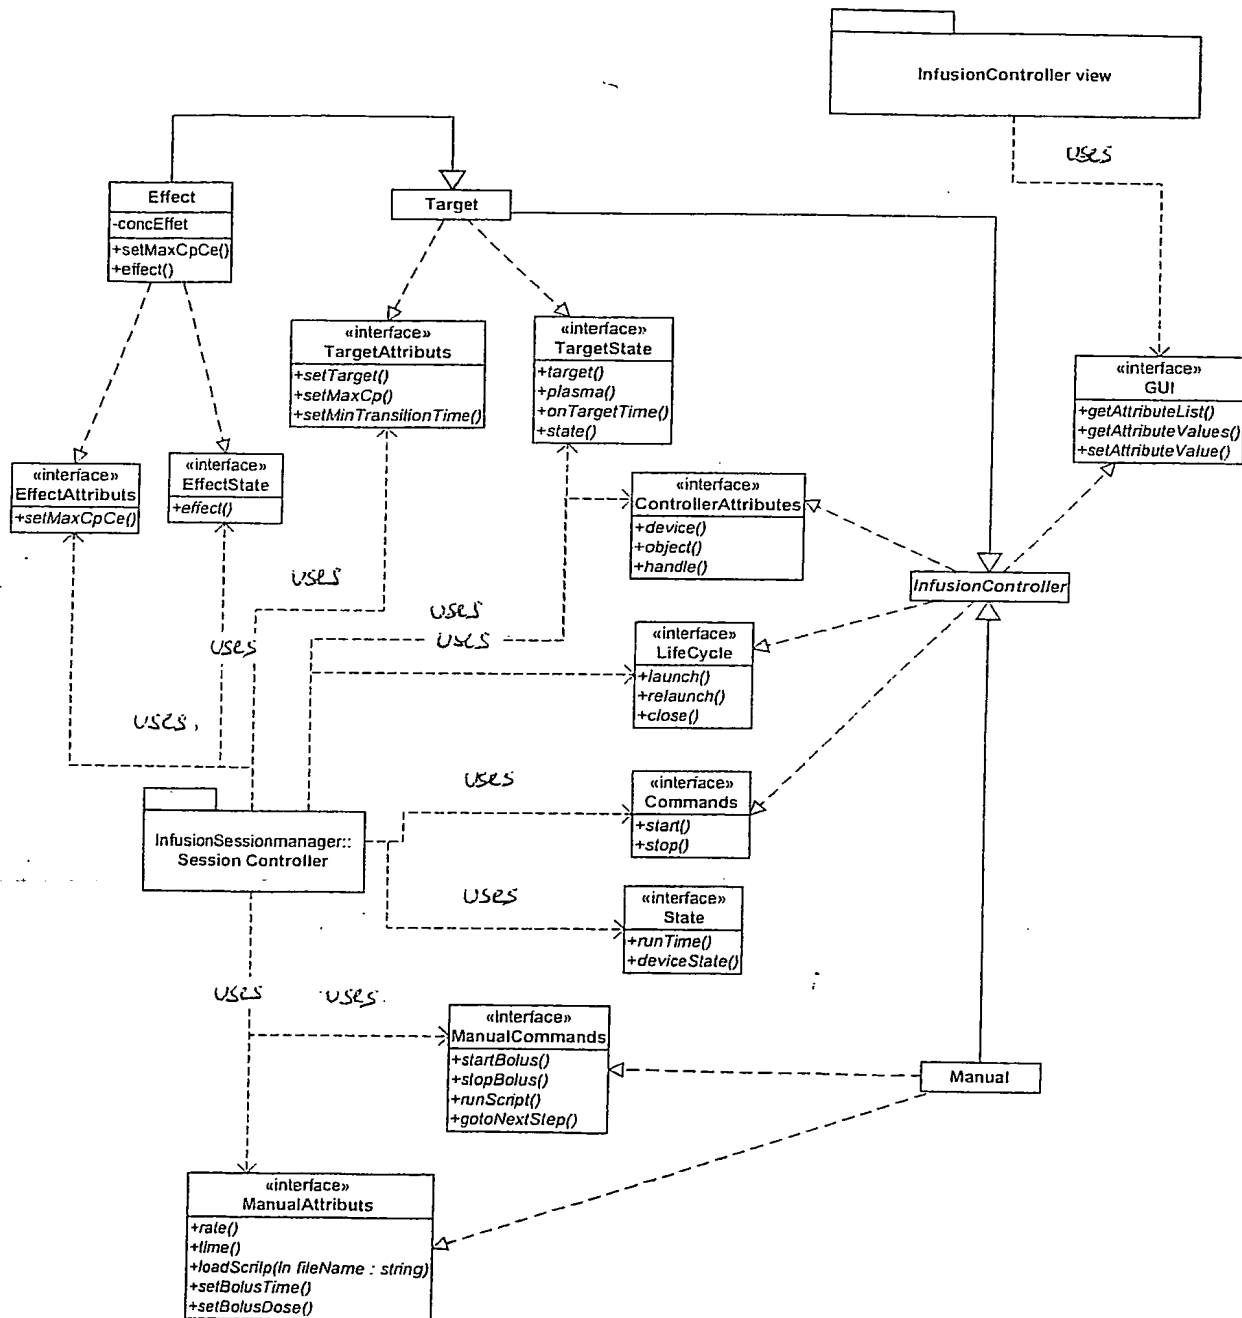 InfusionController view
uses
Effect
-concEffet
+setMaxCpCe()
+effect()
Target
«interface»
TargetAttributs
+setTarget()
+setMaxCp()
+setMinTransitionTime()
«interface»
TargetState
+target()
+plasma()
+onTargetTime()
+state()
«interface»
GUI
+getAttributeList()
+getAttributeValues()
+setAttributeValue()
«interface»
EffectAttributs
+setMaxCpCe()
«interface»
EffectState
+effect()
«interface»
ControllerAttributes
+device()
+object()
+handle()
InfusionController
uses
uses
uses
uses
uses,
«interface»
LifeCycle
+launch()
+relaunch()
+close()
uses
«interface»
Commands
+start()
+stop()
InfusionSessionmanager::
Session Controller
uses
«interface»
State
+runTime()
+deviceState()
uses
uses.
«interface»
ManualCommands
+startBolus()
+stopBolus()
+runScript()
+gotoNextStep()
Manual
«interface»
ManualAttributs
+rate()
+time()
+loadScritp(In fileName : string)
+setBolusTime()
+setBolusDose()